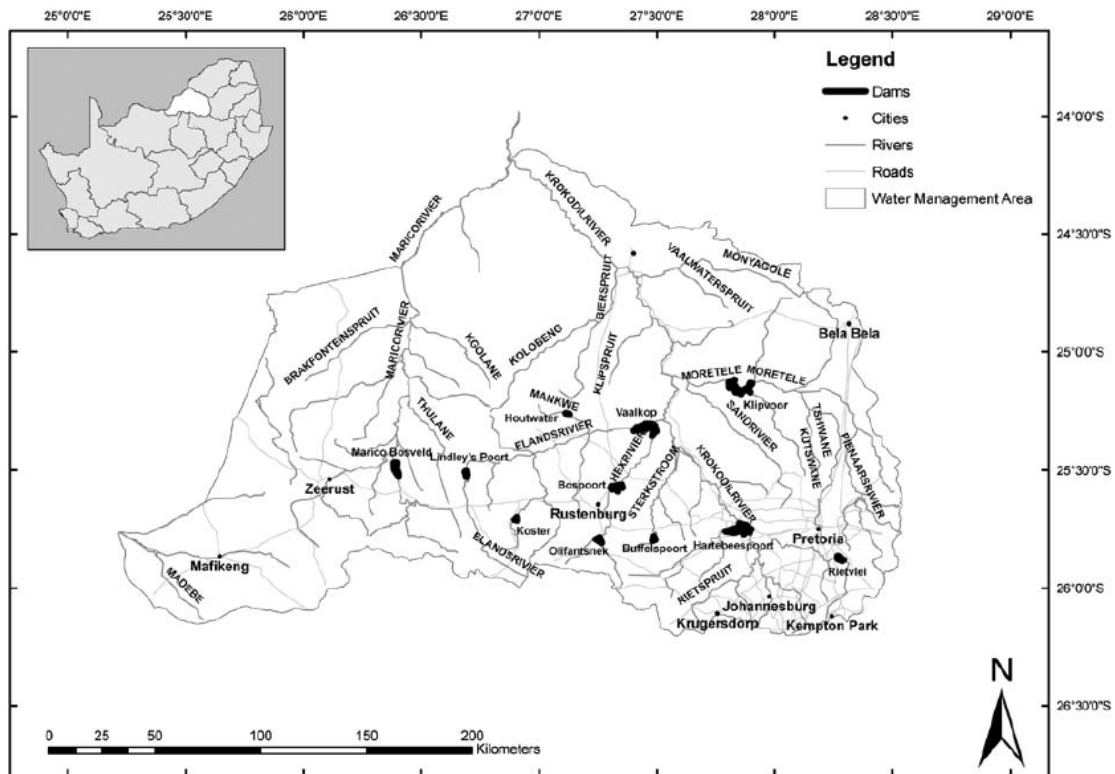 25°0'0"E 25°30'0"E 26°0'0"E 26°30'0"E 27°0'0"E 27°30'0"E 28°0'0"E 28°30'0"E 29°0'0"E
Legend
Dams
Cities
Rivers
Roads
Water Management Area
24°0'0"S
24°30'0"S
25°0'0"S
25°30'0"S
26°0'0"S
26°30'0"S
MARICORIVIER
KROKODILRIVIER
BIERSPRUIT
VAALWATERSPRUIT
MONYAGOLE
Bela Bela
BRAKFONTEINSPRUIT
MARICORIVIER
KGOLANE
KOLOBENG
KLIPSPRUIT
MORETELE MORETELE
Klipvoor
MANKWE
Houtwater
Vaalkop
THULANE
ELANDSRIVIER
SANDRIVIER
TSHWANE
KUTSWANE
PIENAARSRIVIER
Marico Bosveld
Lindley's Poort
HEXRIVIER
STERKSTROOM
KROKODILRIVIER
Zeerust
Bospoort
Rustenburg
Koster
ELANDSRIVIER
Olifantsnek
Buffelspoort
Hartebeespoort
Pretoria
Rietvlei
Mafikeng
MADEBE
RIETSPRUIT
Johannesburg
Krugersdorp
Kempton Park
N
0 25 50 100 150 200
Kilometers